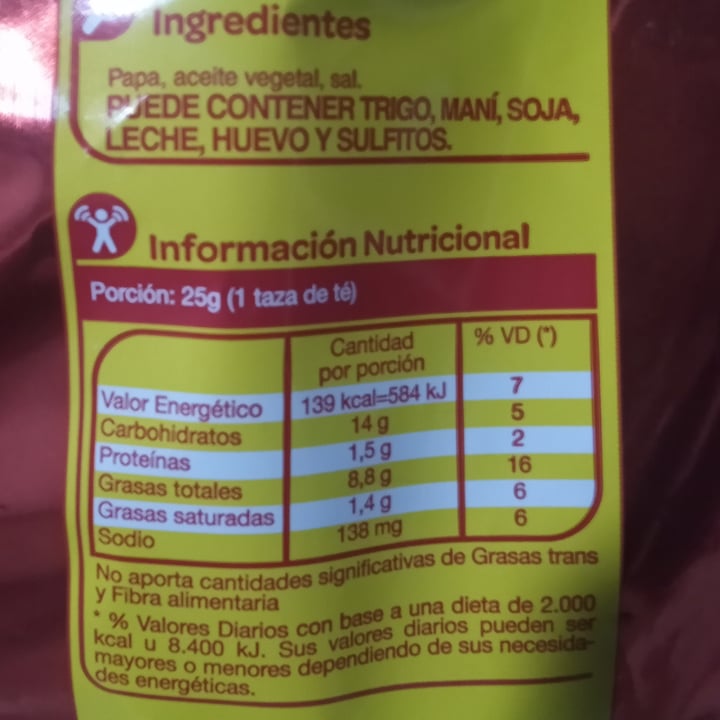 Ingredientes
Papa, aceite vegetal, sal.
PUEDE CONTENER TRIGO, MANÍ, SOJA,
LECHE, HUEVO Y SULFITOS.
Información Nutricional
Porción: 25g (1 taza de té)
Cantidad por porción % VD (*)
Valor Energético 139 kcal=584 kJ 7
Carbohidratos 14 g 5
Proteínas 1,5 g 2
Grasas totales 8,8 g 16
Grasas saturadas 1,4 g 6
Sodio 138 mg 6
No aporta cantidades significativas de Grasas trans
y Fibra alimentaria
* % Valores Diarios con base a una dieta de 2.000
kcal u 8.400 kJ. Sus valores diarios pueden ser
mayores o menores dependiendo de sus necesida-
des energéticas.